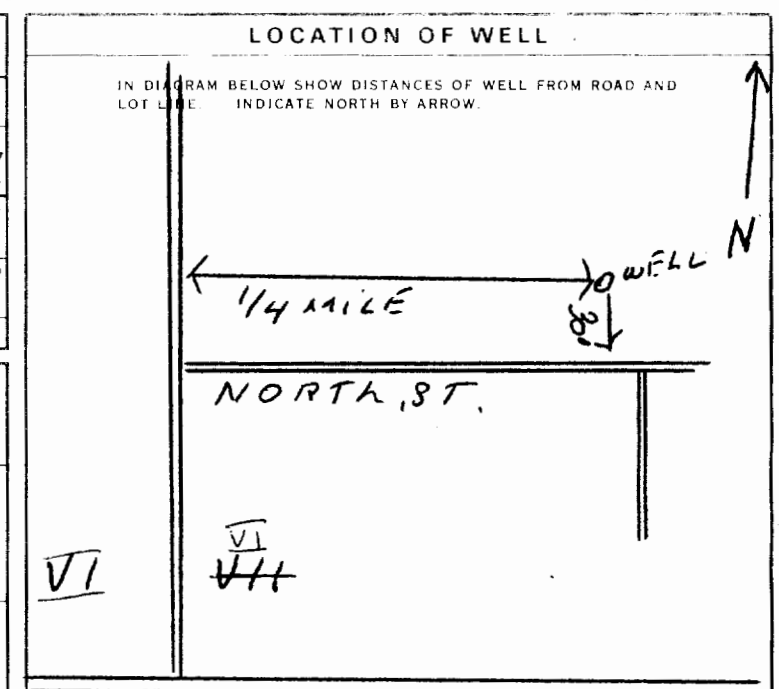 LOCATION OF WELL
IN DIAGRAM BELOW SHOW DISTANCES OF WELL FROM ROAD AND
LOT LINE. INDICATE NORTH BY ARROW.
N
WELL
1/4 MILE
30'
NORTH, ST.
VI
VI
VII